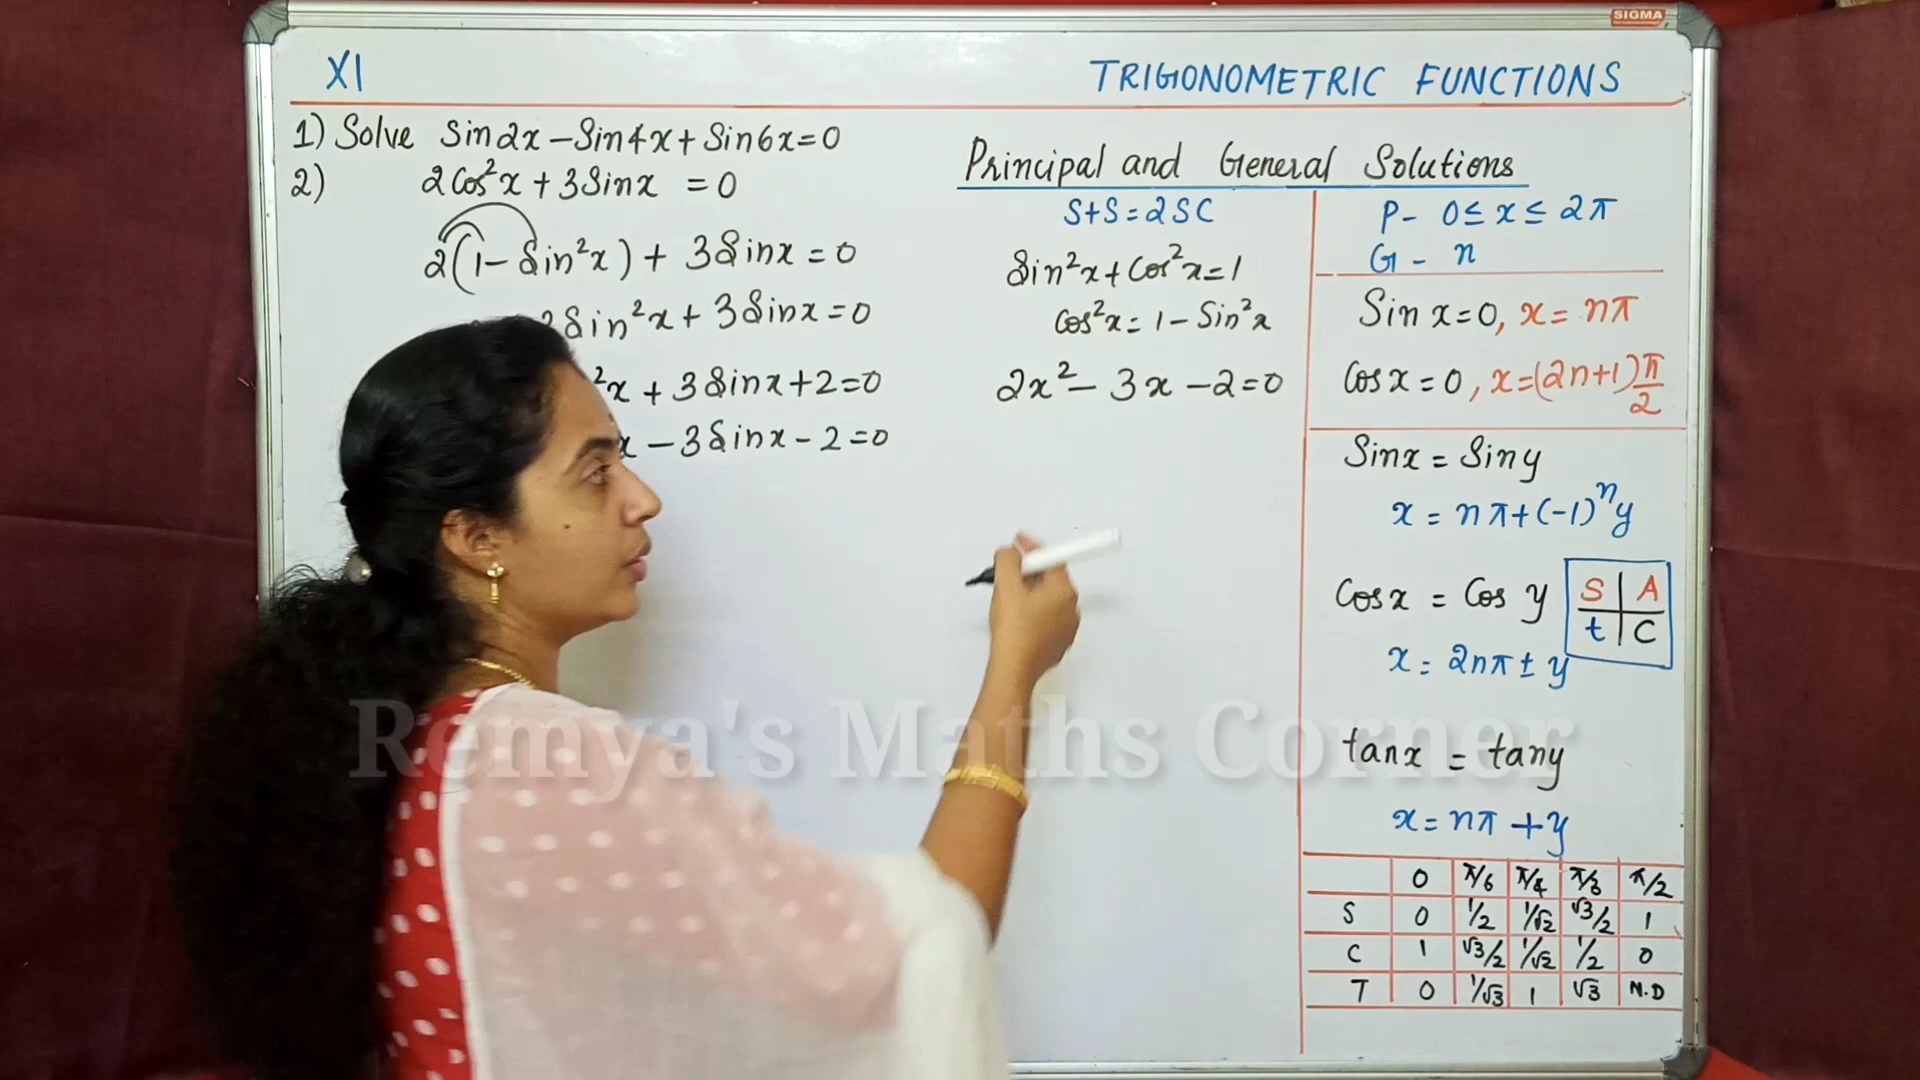 SIGMA
XI
TRIGONOMETRIC FUNCTIONS
1) Solve Sin2x - Sin4x + Sin6x = 0
2) 2Cos²x + 3Sinx = 0
2(1 - Sin²x) + 3Sinx = 0
Sin²x + 3Sinx = 0
²x + 3Sinx + 2 = 0
x - 3Sinx - 2 = 0
Principal and General Solutions
S+S = 2SC
Sin²x + Cos²x = 1
Cos²x = 1 - Sin²x
2x² - 3x - 2 = 0
P - 0 ≤ x ≤ 2π
G - n
Sin x = 0, x = nπ
Cos x = 0, x = (2n+1)π/2
Sinx = Siny
x = nπ + (-1)ⁿy
Cosx = Cos y
S A
t C
x = 2nπ ± y
tanx = tany
x = nπ + y
0 π/6 π/4 π/3 π/2
S 0 1/2 1/√2 √3/2 1
C 1 √3/2 1/√2 1/2 0
T 0 1/√3 1 √3 N.D
Remya's Maths Corner